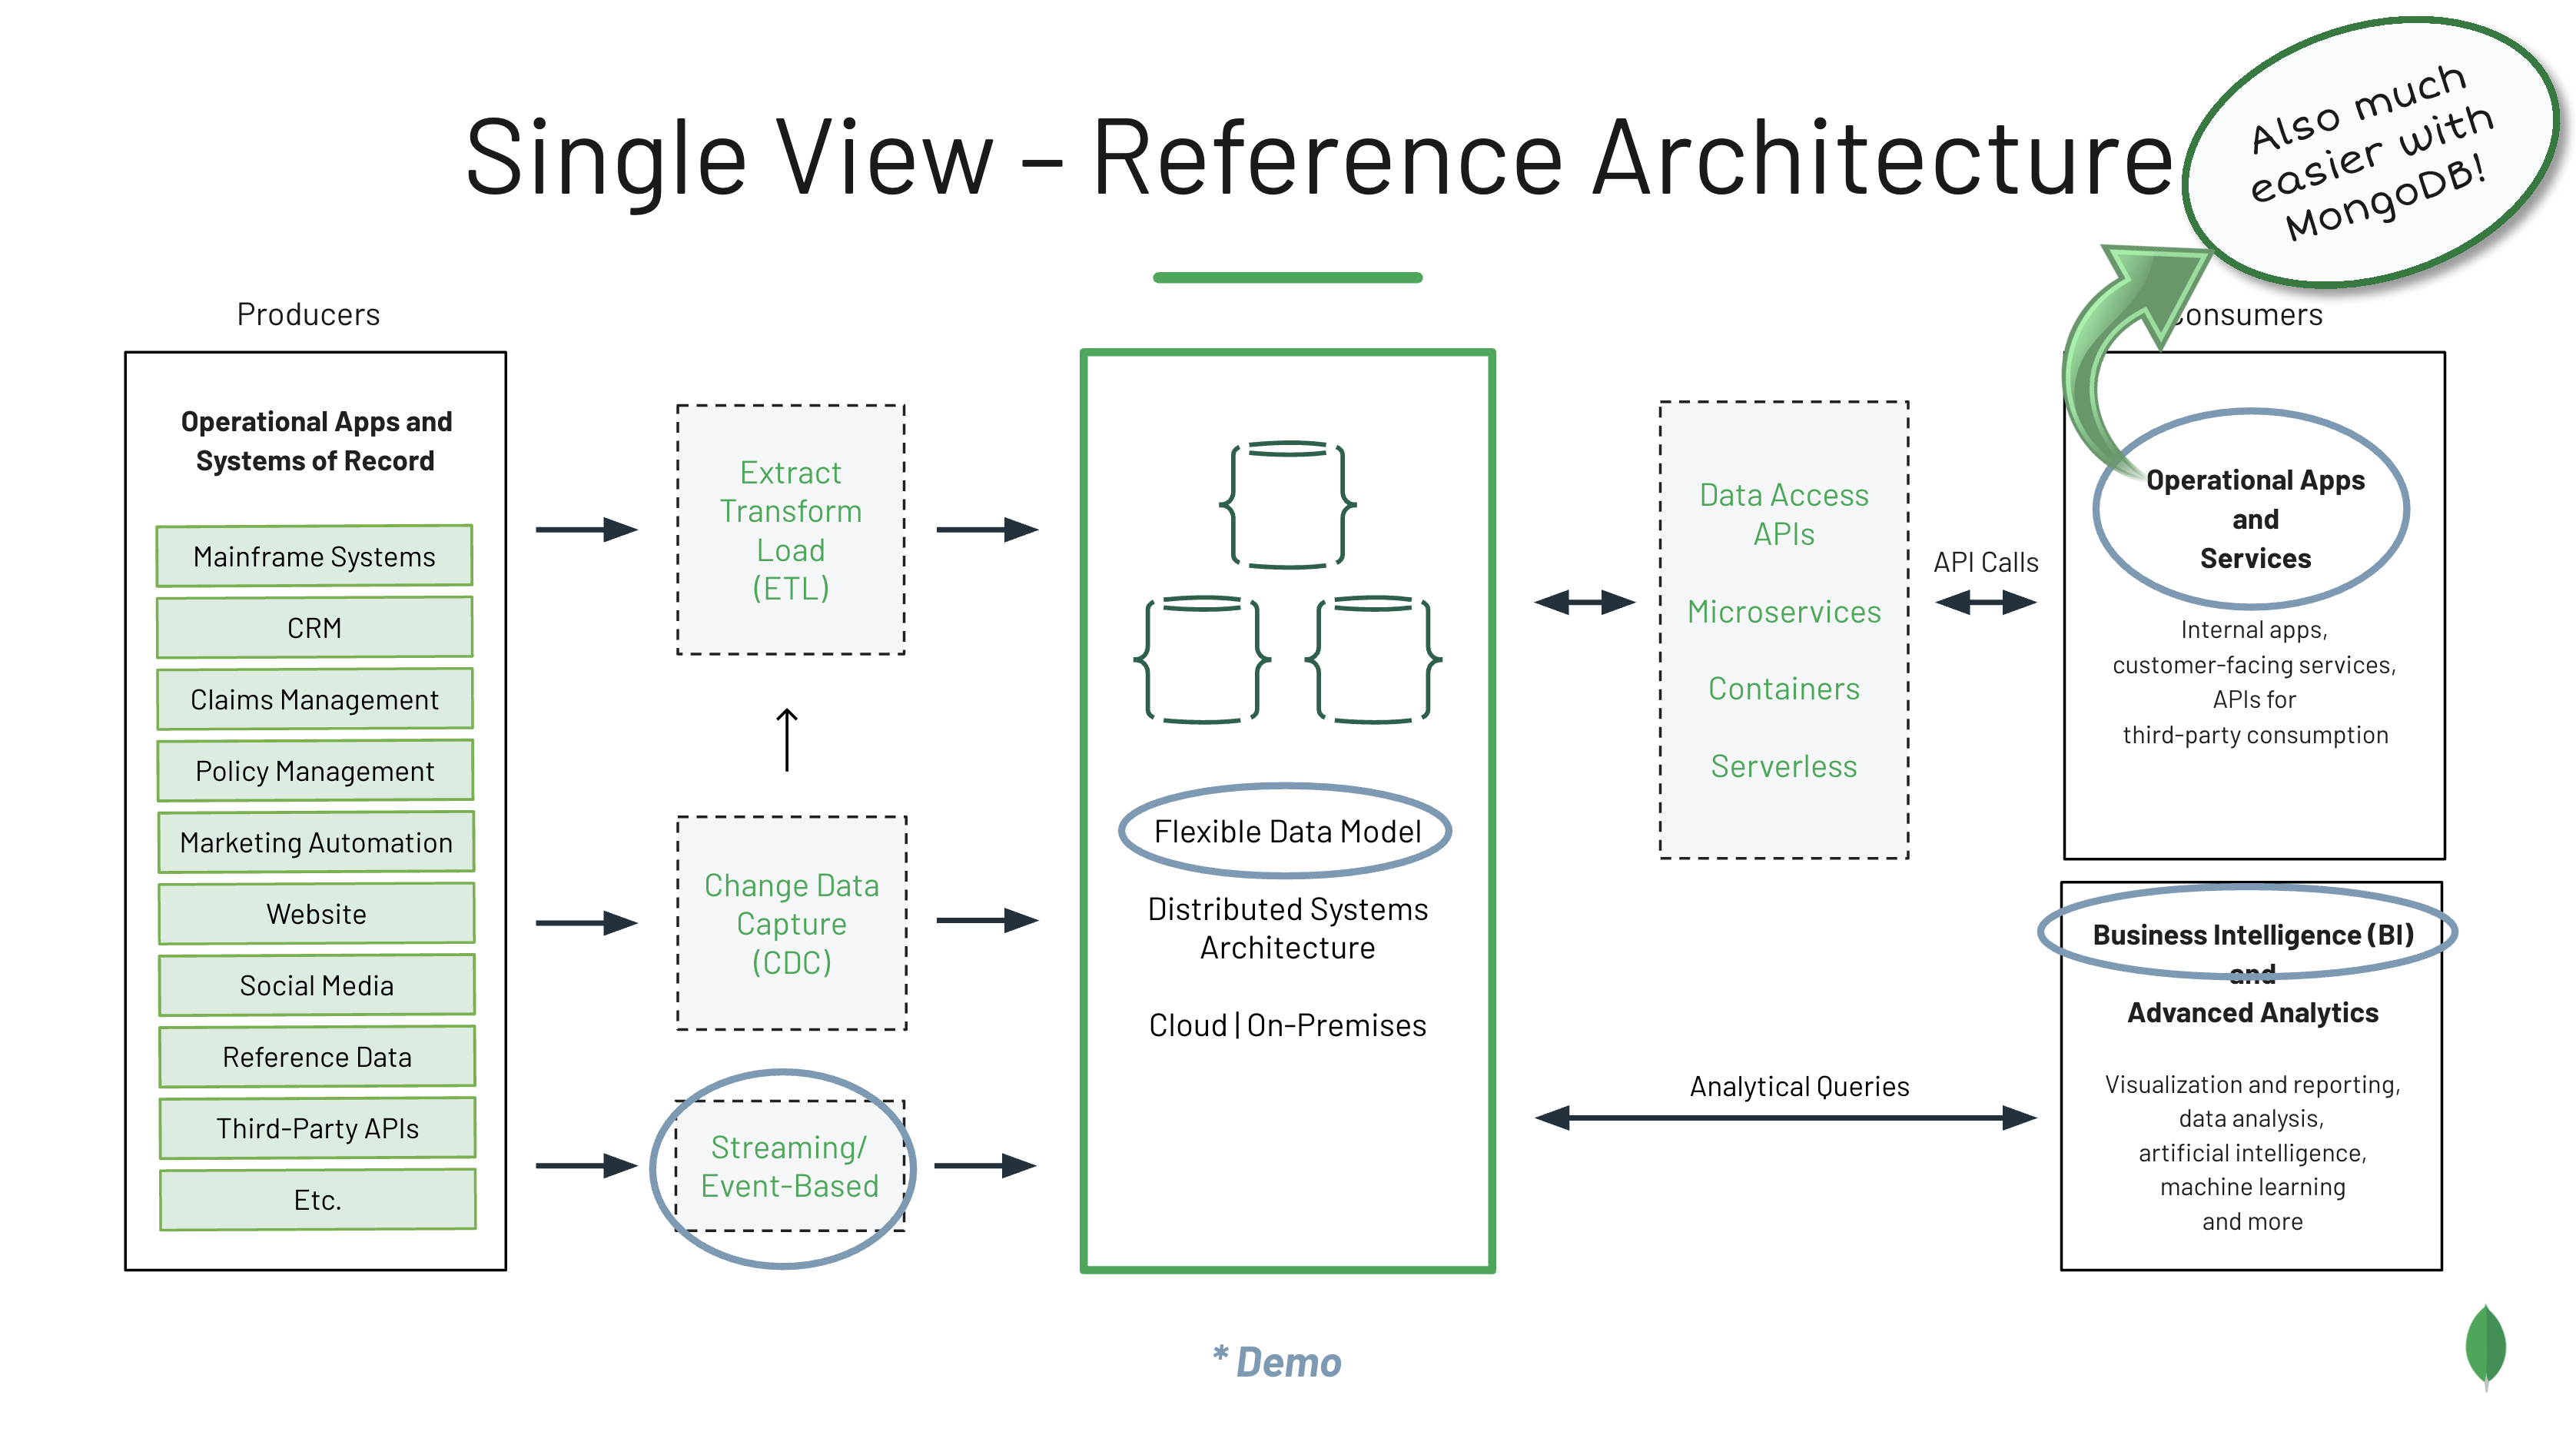 Single View – Reference Architecture
Also much
easier with
MongoDB!
Producers
Operational Apps and
Systems of Record
Mainframe Systems
CRM
Claims Management
Policy Management
Marketing Automation
Website
Social Media
Reference Data
Third-Party APIs
Etc.
Extract
Transform
Load
(ETL)
Change Data
Capture
(CDC)
Streaming/
Event-Based
Flexible Data Model
Distributed Systems
Architecture
Cloud | On-Premises
Data Access
APIs
Microservices
Containers
Serverless
API Calls
Analytical Queries
Consumers
Operational Apps
and
Services
Internal apps,
customer-facing services,
APIs for
third-party consumption
Business Intelligence (BI)
and
Advanced Analytics
Visualization and reporting,
data analysis,
artificial intelligence,
machine learning
and more
* Demo